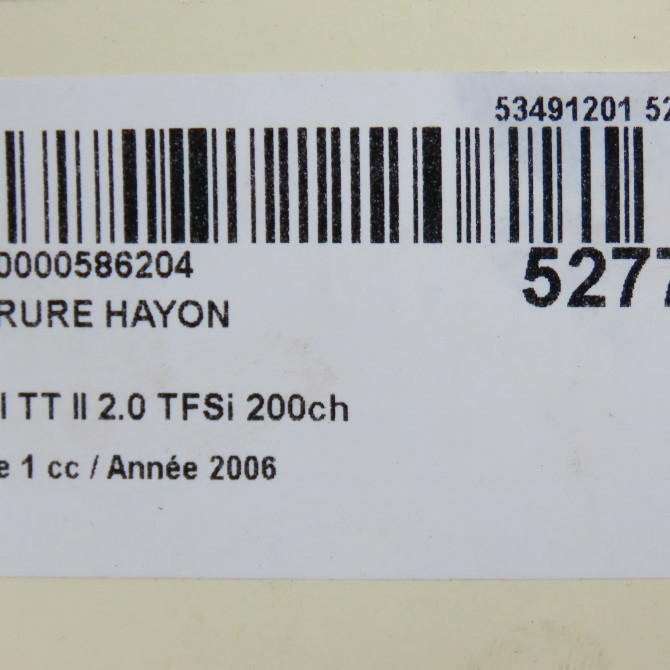 53491201 52
0000586204
5277
RURE HAYON
I TT II 2.0 TFSi 200ch
e 1 cc / Année 2006